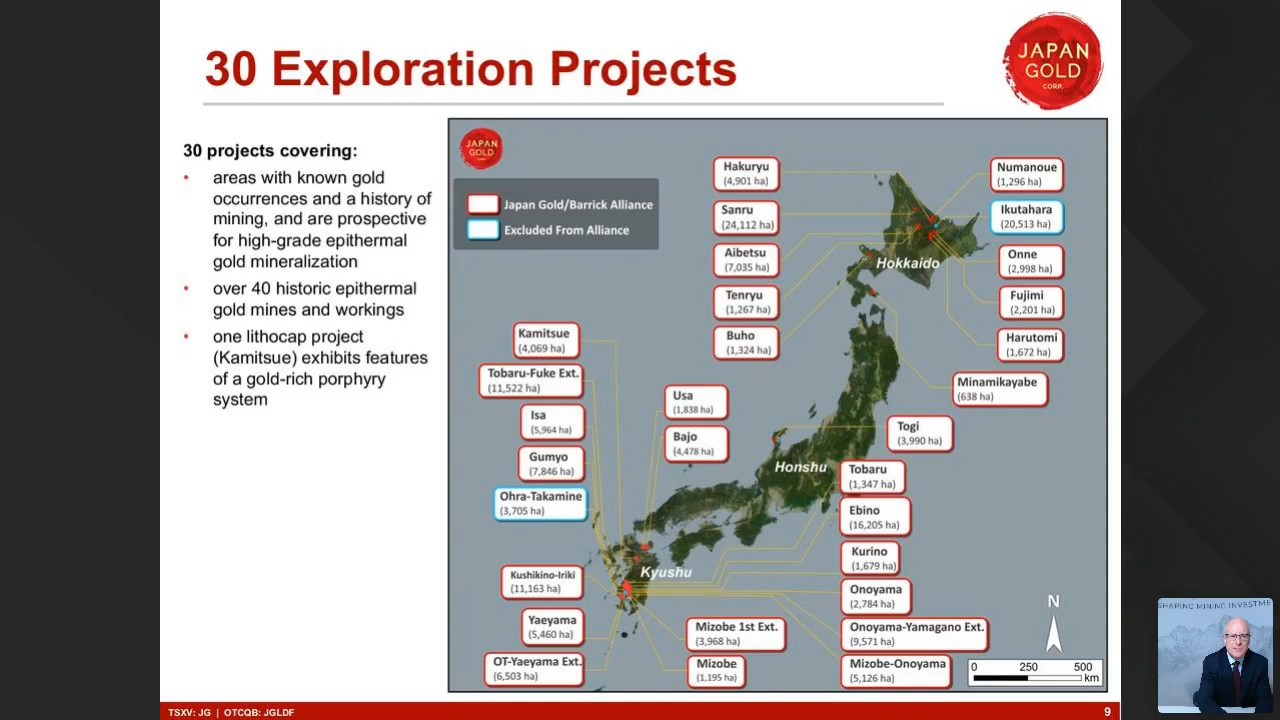 30 Exploration Projects
JAPAN
GOLD
CORP.
30 projects covering:
• areas with known gold
occurrences and a history of
mining, and are prospective
for high-grade epithermal
gold mineralization
• over 40 historic epithermal
gold mines and workings
• one lithocap project
(Kamitsue) exhibits features
of a gold-rich porphyry
system
JAPAN
GOLD
Japan Gold/Barrick Alliance
Excluded From Alliance
Hakuryu
(4,901 ha)
Sanru
(24,112 ha)
Aibetsu
(7,035 ha)
Tenryu
(1,267 ha)
Buho
(1,324 ha)
Numanoue
(1,296 ha)
Ikutahara
(20,513 ha)
Onne
(2,998 ha)
Fujimi
(2,201 ha)
Harutomi
(1,672 ha)
Minamikayabe
(638 ha)
Hokkaido
Kamitsue
(4,069 ha)
Tobaru-Fuke Ext.
(11,522 ha)
Isa
(5,964 ha)
Gumyo
(7,846 ha)
Ohra-Takamine
(3,705 ha)
Usa
(1,838 ha)
Bajo
(4,478 ha)
Togi
(3,990 ha)
Honshu
Tobaru
(1,347 ha)
Ebino
(16,205 ha)
Kurino
(1,679 ha)
Onoyama
(2,784 ha)
Onoyama-Yamagano Ext.
(9,571 ha)
Mizobe-Onoyama
(5,126 ha)
Kyushu
Kushikino-Iriki
(11,163 ha)
Yaeyama
(5,460 ha)
OT-Yaeyama Ext.
(6,503 ha)
Mizobe 1st Ext.
(3,968 ha)
Mizobe
(1,195 ha)
N
0 250 500
km
TSXV: JG | OTCQB: JGLDF
9
SHAPING MINING INVESTME